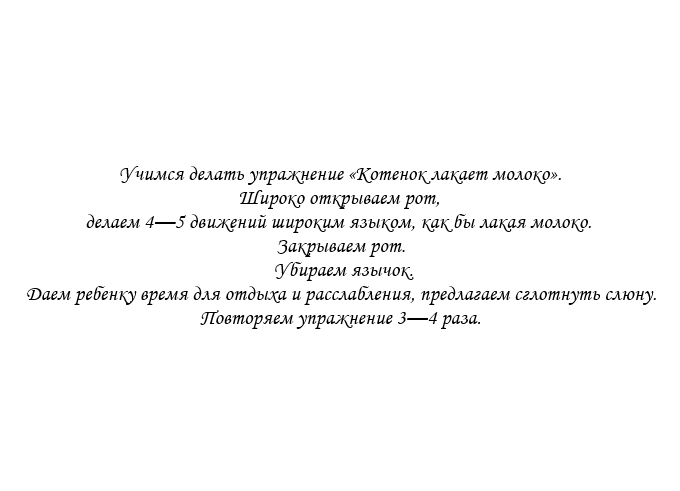 Учимся делать упражнение «Котенок лакает молоко».
Широко открываем рот,
делаем 4—5 движений широким языком, как бы лакая молоко.
Закрываем рот.
Убираем язычок.
Даем ребенку время для отдыха и расслабления, предлагаем сглотнуть слюну.
Повторяем упражнение 3—4 раза.